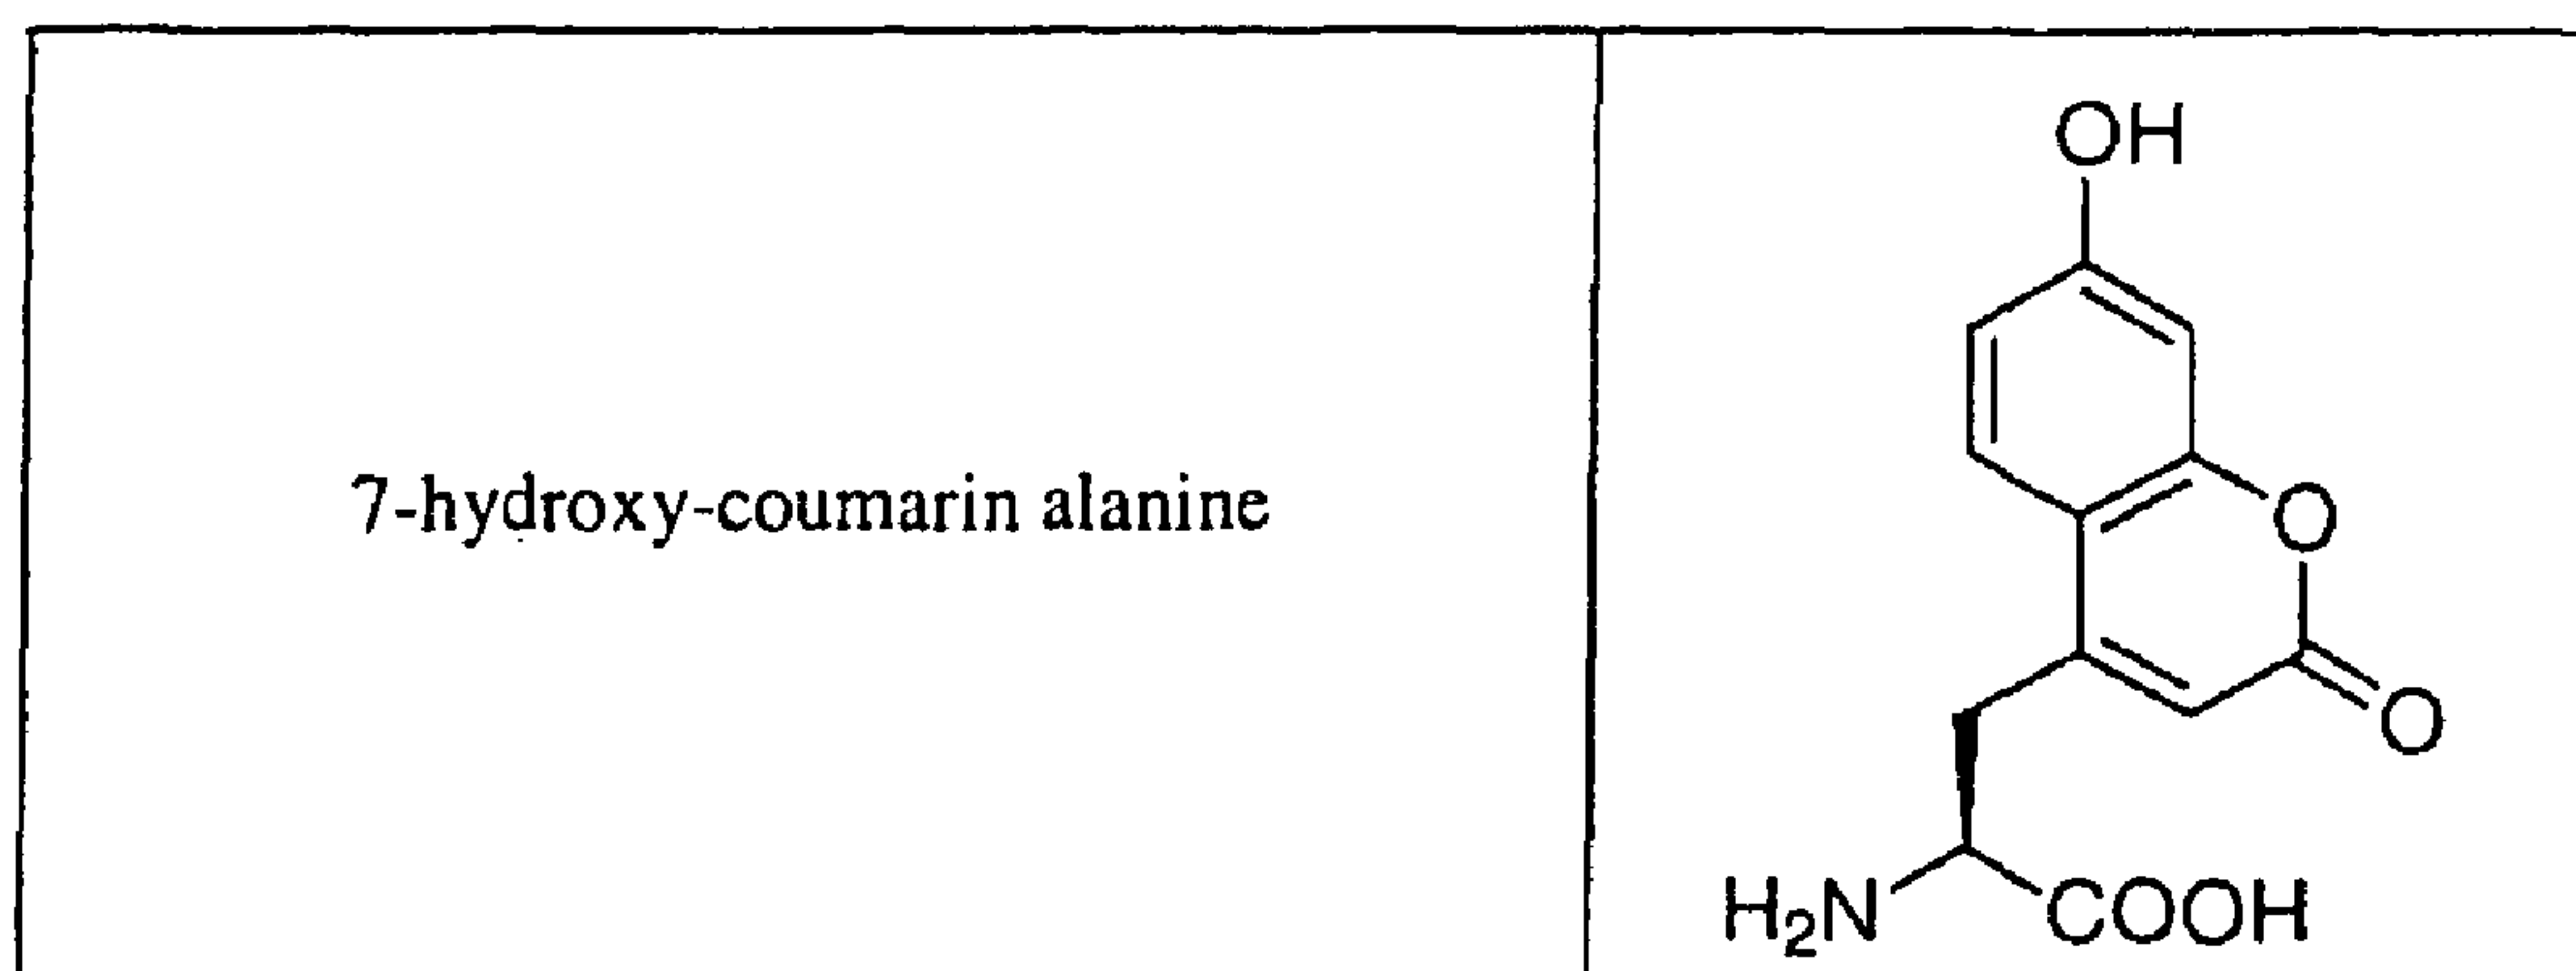 7-hydroxy-coumarin alanine
OH
O
O
H₂N
COOH